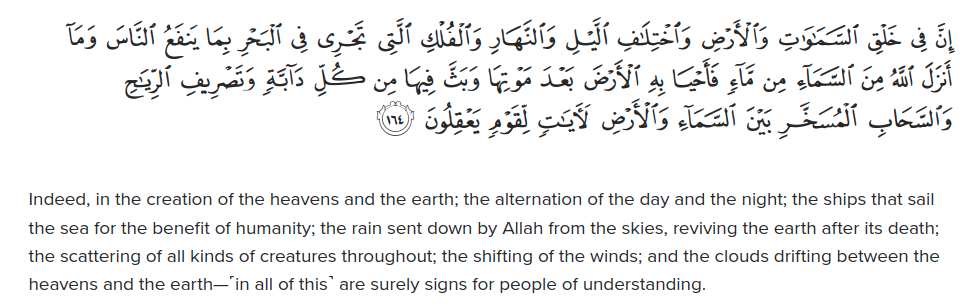 إِنَّ فِى خَلْقِ ٱلسَّمَـٰوَٰتِ وَٱلْأَرْضِ وَٱخْتِلَـٰفِ ٱلَّيْلِ وَٱلنَّهَارِ وَٱلْفُلْكِ ٱلَّتِى تَجْرِى فِى ٱلْبَحْرِ بِمَا يَنفَعُ ٱلنَّاسَ وَمَآ
أَنزَلَ ٱللَّهُ مِنَ ٱلسَّمَآءِ مِن مَّآءٍ فَأَحْيَا بِهِ ٱلْأَرْضَ بَعْدَ مَوْتِهَا وَبَثَّ فِيهَا مِن كُلِّ دَآبَّةٍ وَتَصْرِيفِ ٱلرِّيَـٰحِ
وَٱلسَّحَابِ ٱلْمُسَخَّرِ بَيْنَ ٱلسَّمَآءِ وَٱلْأَرْضِ لَـَٔايَـٰتٍ لِّقَوْمٍ يَعْقِلُونَ ١٦٤
Indeed, in the creation of the heavens and the earth; the alternation of the day and the night; the ships that sail
the sea for the benefit of humanity; the rain sent down by Allah from the skies, reviving the earth after its death;
the scattering of all kinds of creatures throughout; the shifting of the winds; and the clouds drifting between the
heavens and the earth—˹in all of this˺ are surely signs for people of understanding.